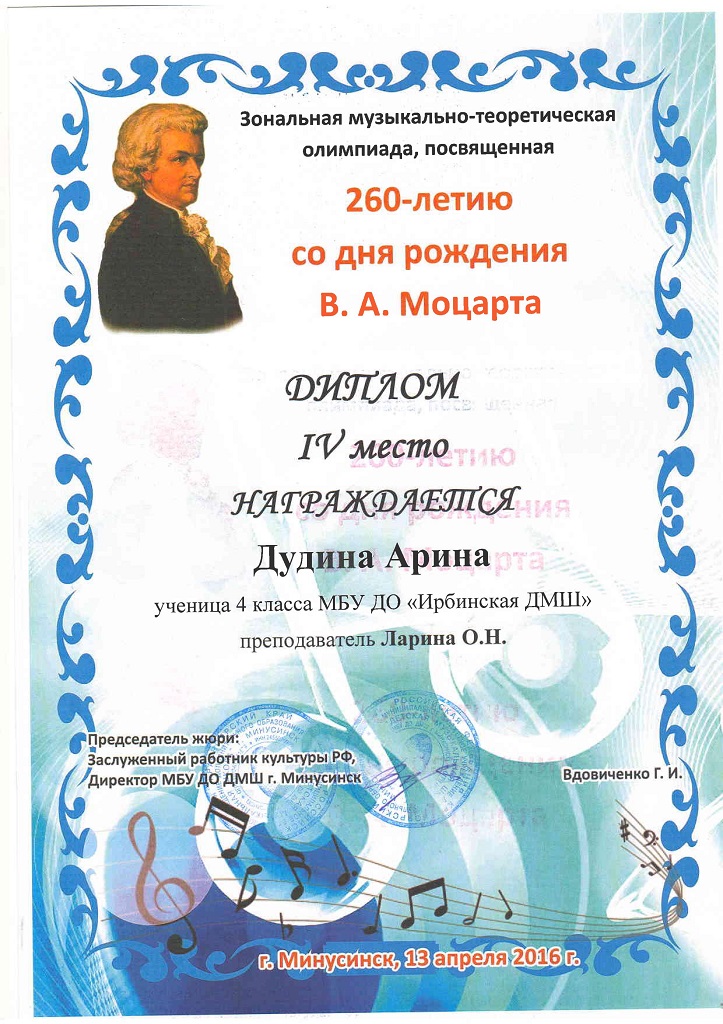 Зональная музыкально-теоретическая
олимпиада, посвященная
260-летию
со дня рождения
В. А. Моцарта
ДИПЛОМ
IV место
НАГРАЖДАЕТСЯ
Дудина Арина
ученица 4 класса МБУ ДО «Ирбинская ДМШ»
преподаватель Ларина О.Н.
Председатель жюри:
Заслуженный работник культуры РФ,
Директор МБУ ДО ДМШ г. Минусинск
Вдовиченко Г. И.
г. Минусинск, 13 апреля 2016 г.